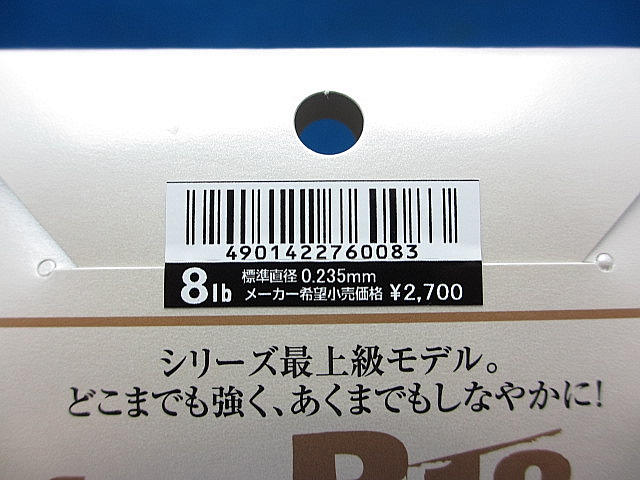 4901422760083
8lb 標準直径 0.235mm
メーカー希望小売価格 ¥2,700
シリーズ最上級モデル。
どこまでも強く、あくまでもしなやかに!